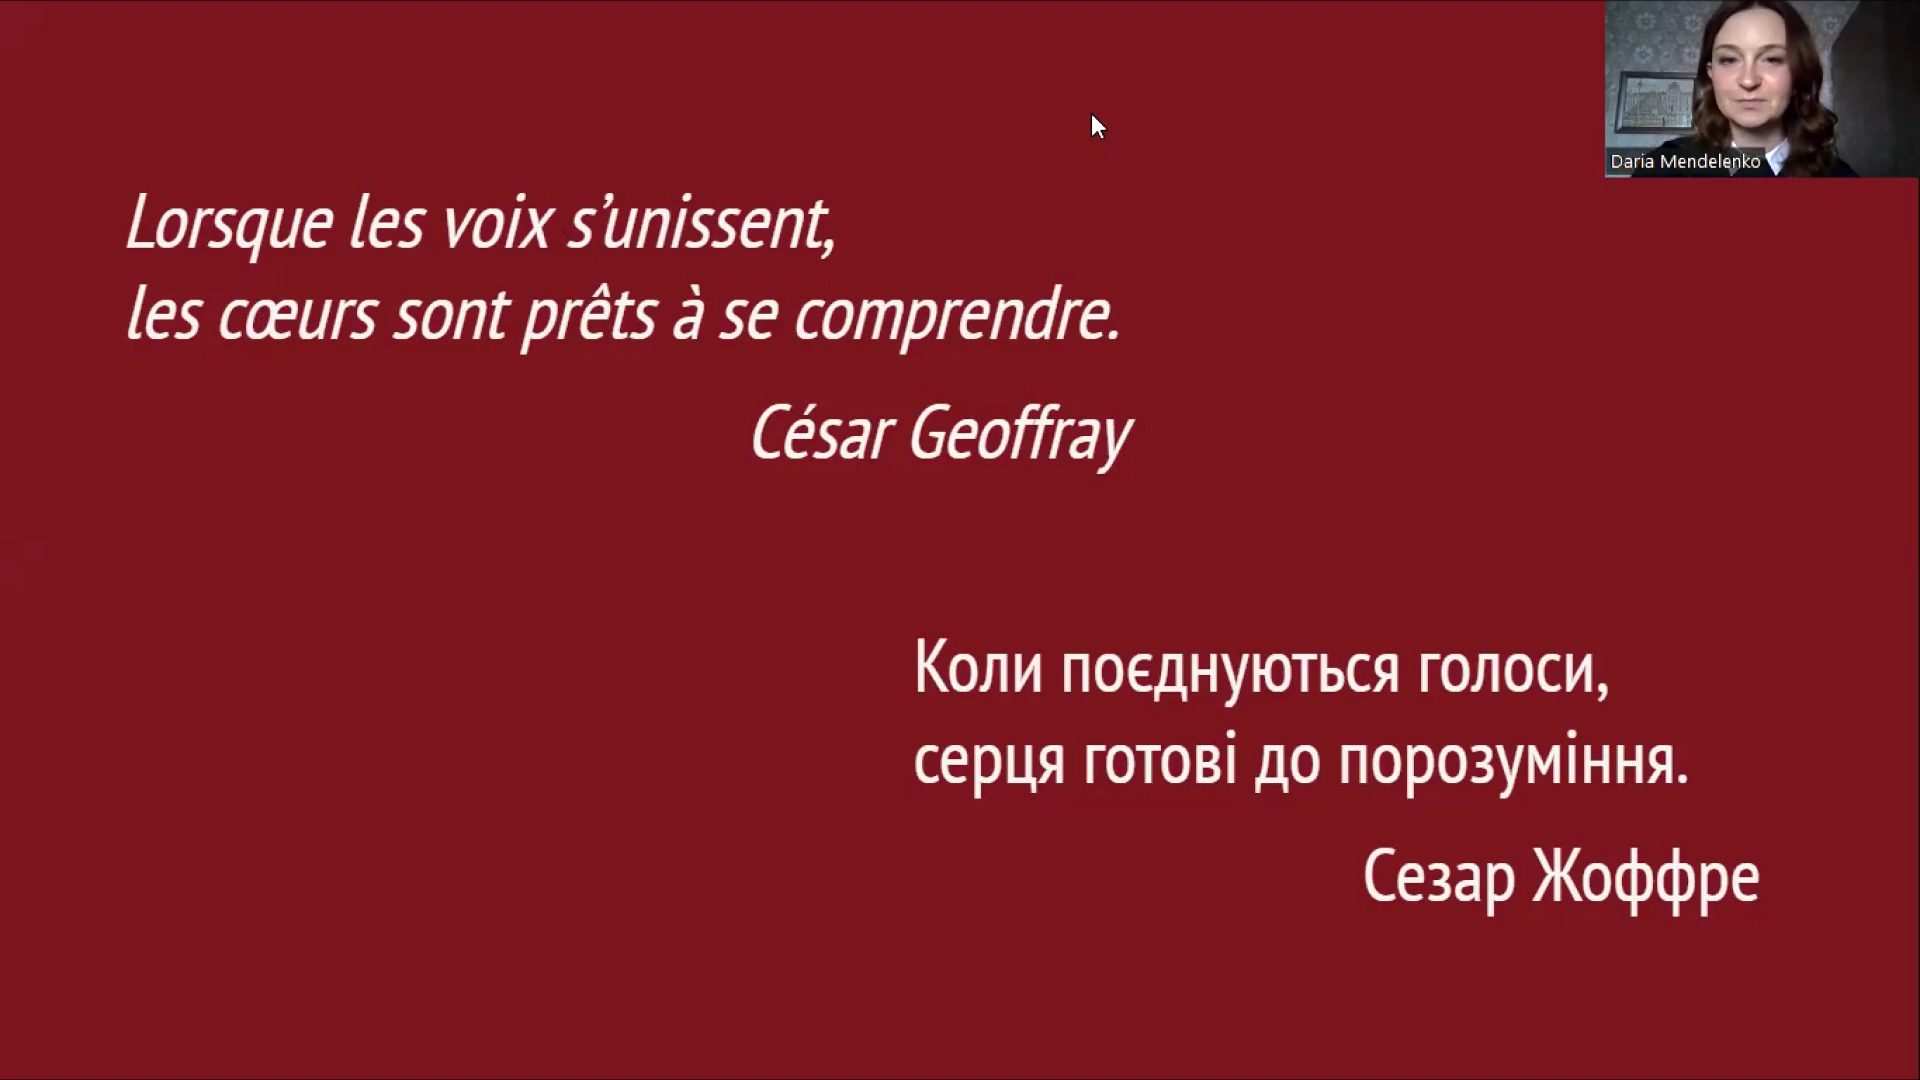 Daria Mendelenko
Lorsque les voix s’unissent,
les cœurs sont prêts à se comprendre.
César Geoffray
Коли поєднуються голоси,
серця готові до порозуміння.
Сезар Жоффре